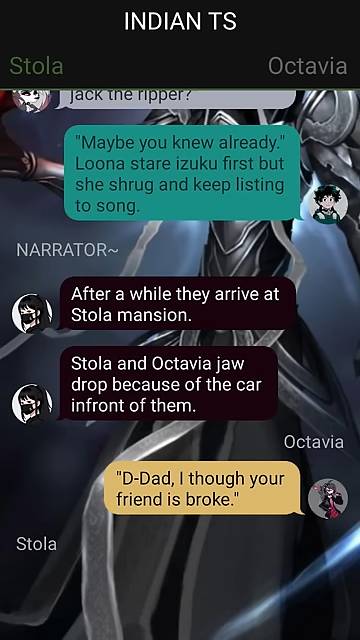 INDIAN TS
Stola
Octavia
jack the ripper?
"Maybe you knew already."
Loona stare izuku first but
she shrug and keep listing
to song.
NARRATOR~
After a while they arrive at
Stola mansion.
Stola and Octavia jaw
drop because of the car
infront of them.
Octavia
"D-Dad, I though your
friend is broke."
Stola